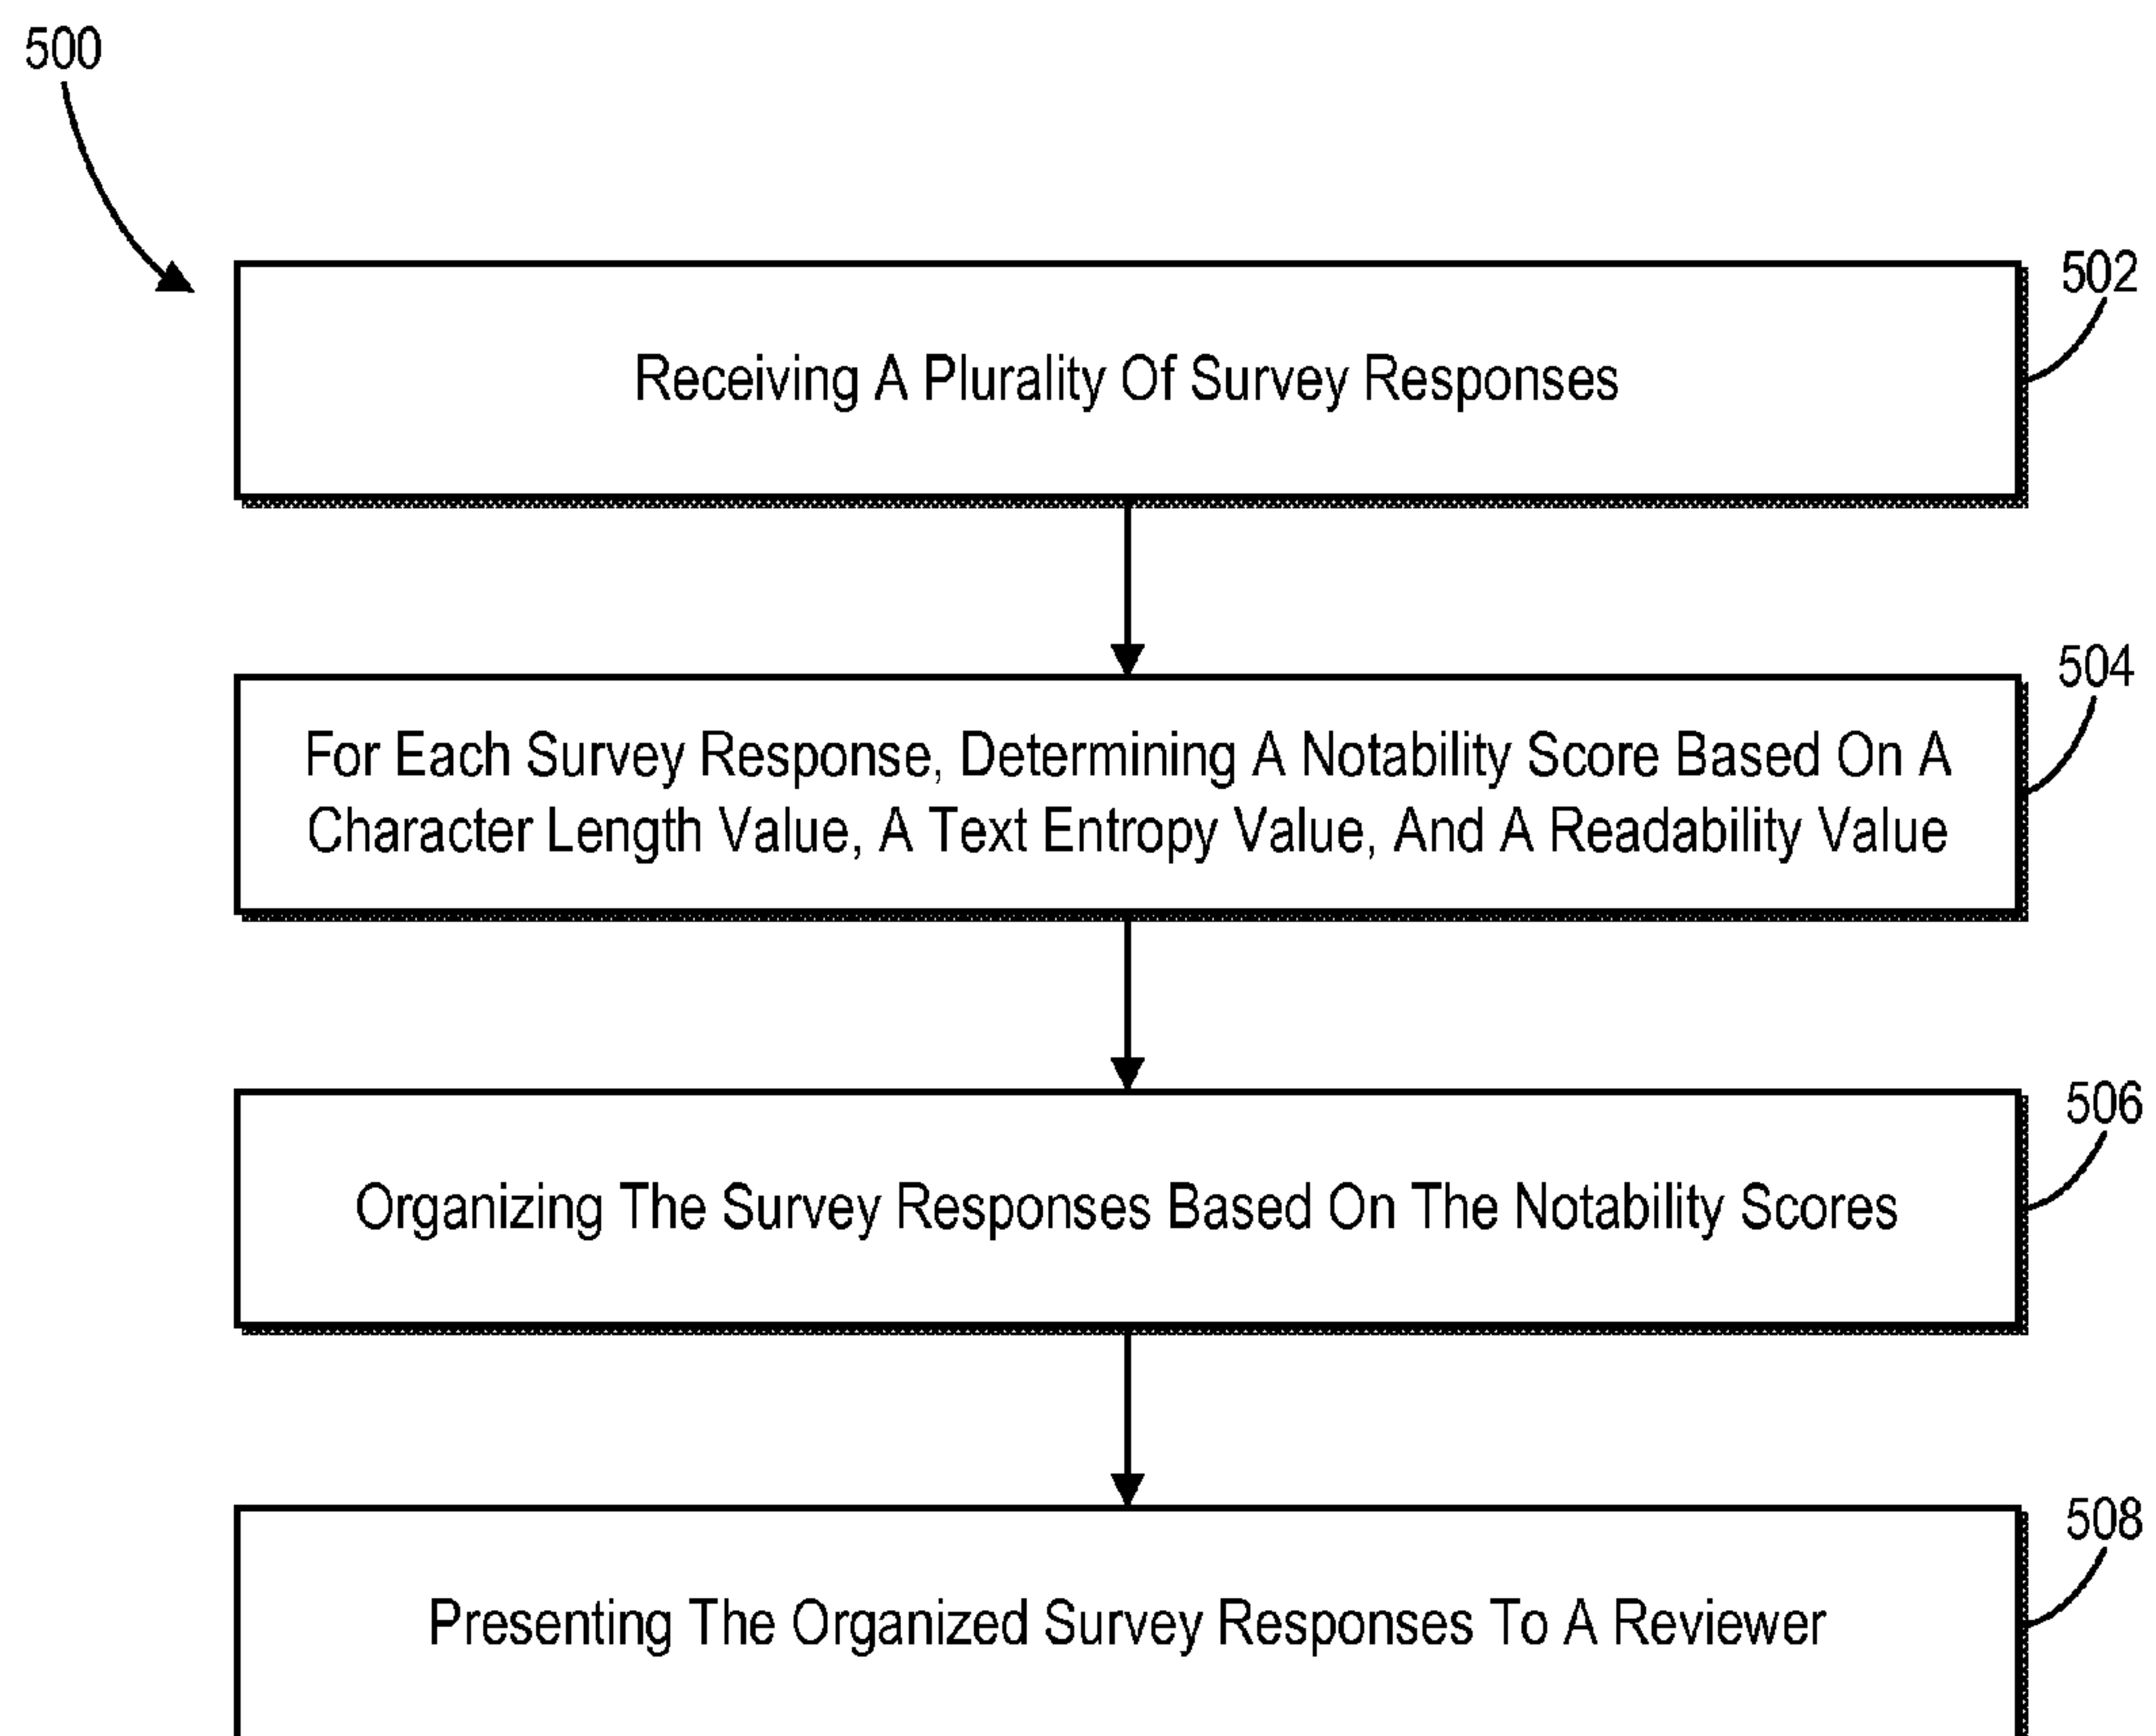 500
502
Receiving A Plurality Of Survey Responses
504
For Each Survey Response, Determining A Notability Score Based On A
Character Length Value, A Text Entropy Value, And A Readability Value
506
Organizing The Survey Responses Based On The Notability Scores
508
Presenting The Organized Survey Responses To A Reviewer